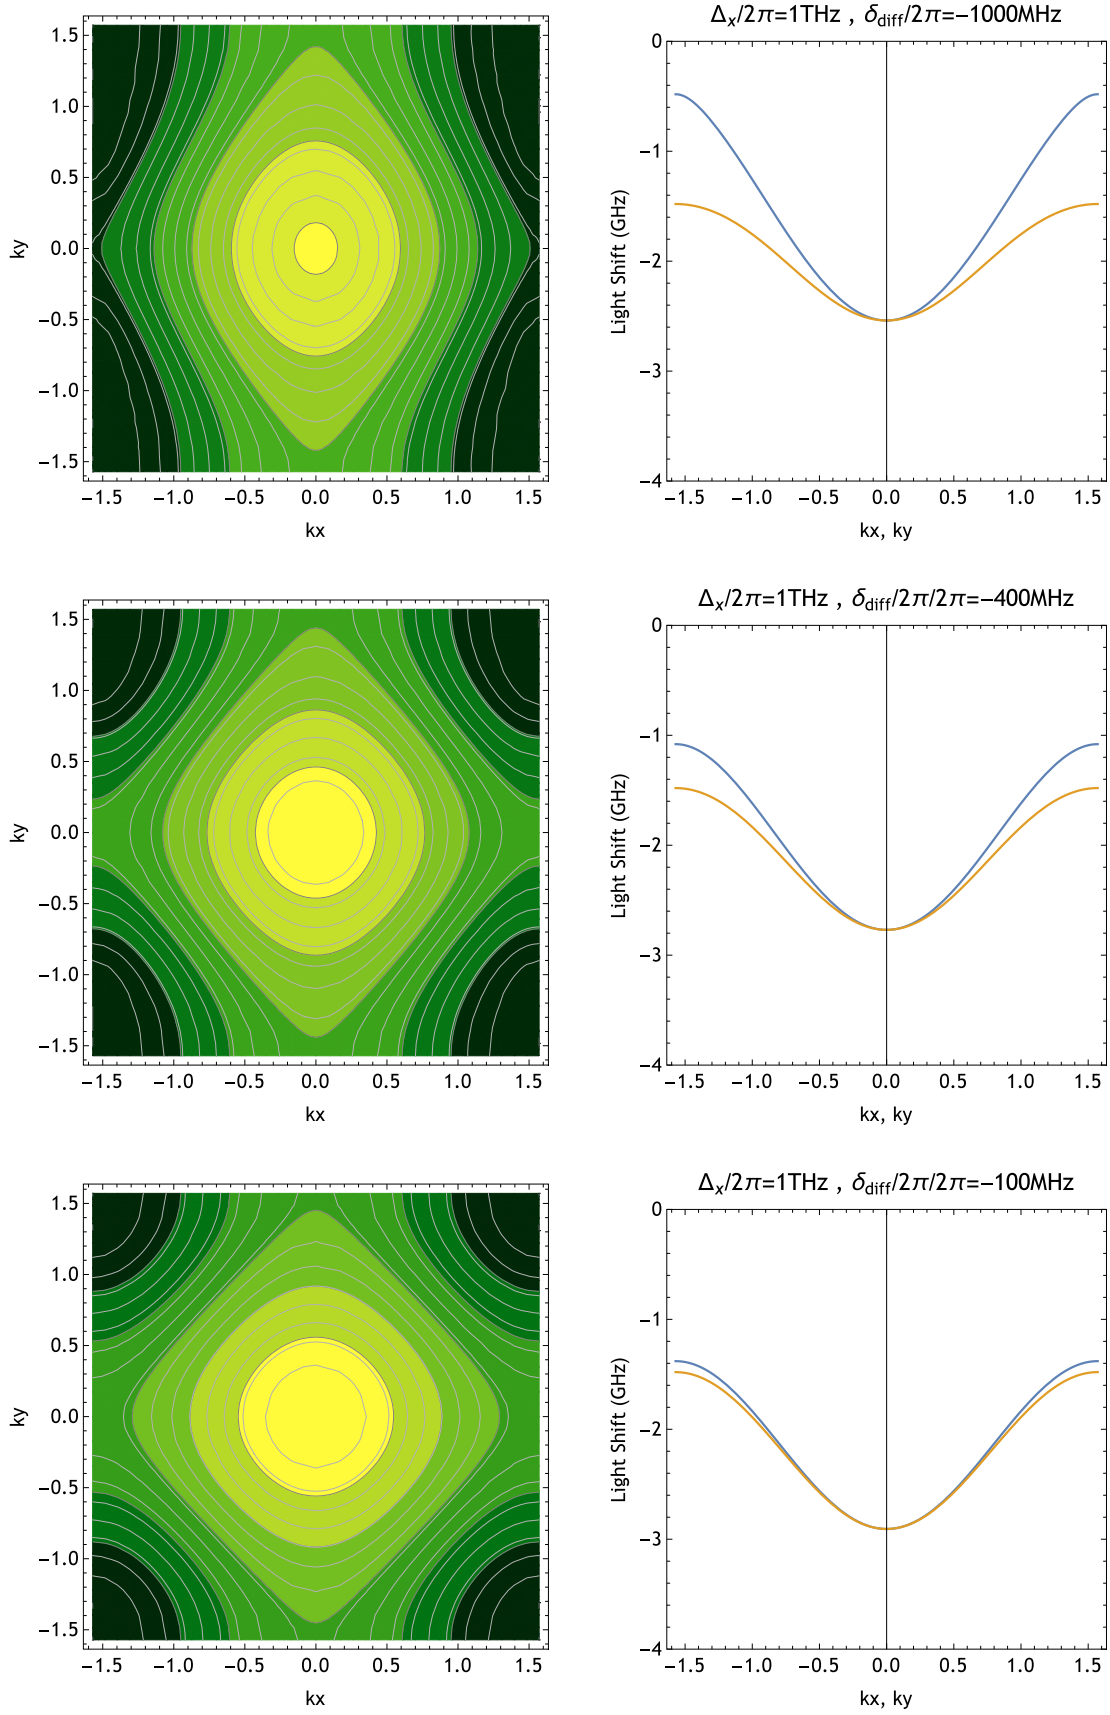 Δx/2π=1THz , δdiff/2π=−1000MHz
1.5
1.0
0.5
0.0
−0.5
−1.0
−1.5
ky
−1.5 −1.0 −0.5 0.0 0.5 1.0 1.5
kx
0
−1
−2
−3
−4
Light Shift (GHz)
−1.5 −1.0 −0.5 0.0 0.5 1.0 1.5
kx, ky
Δx/2π=1THz , δdiff/2π/2π=−400MHz
1.5
1.0
0.5
0.0
−0.5
−1.0
−1.5
ky
−1.5 −1.0 −0.5 0.0 0.5 1.0 1.5
kx
0
−1
−2
−3
−4
Light Shift (GHz)
−1.5 −1.0 −0.5 0.0 0.5 1.0 1.5
kx, ky
Δx/2π=1THz , δdiff/2π/2π=−100MHz
1.5
1.0
0.5
0.0
−0.5
−1.0
−1.5
ky
−1.5 −1.0 −0.5 0.0 0.5 1.0 1.5
kx
0
−1
−2
−3
−4
Light Shift (GHz)
−1.5 −1.0 −0.5 0.0 0.5 1.0 1.5
kx, ky